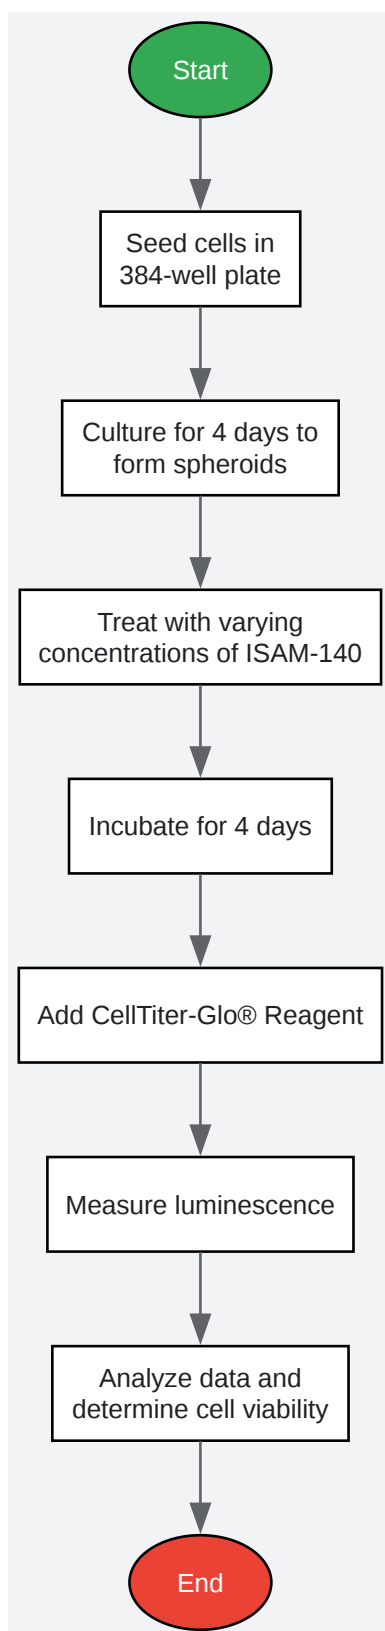 Start
Seed cells in
384-well plate
Culture for 4 days to
form spheroids
Treat with varying
concentrations of ISAM-140
Incubate for 4 days
Add CellTiter-Glo® Reagent
Measure luminescence
Analyze data and
determine cell viability
End